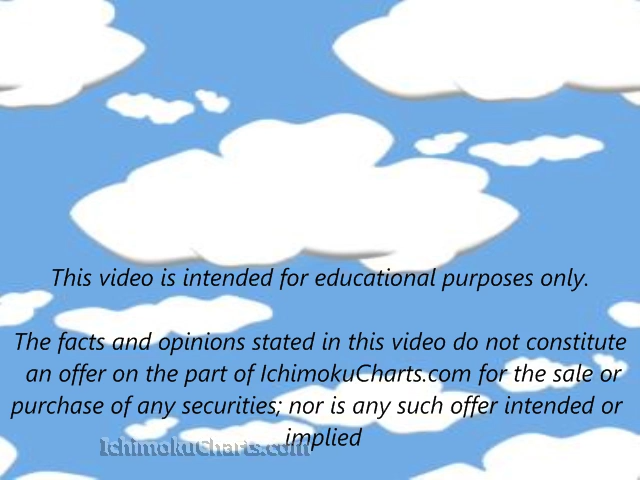 This video is intended for educational purposes only.
The facts and opinions stated in this video do not constitute
an offer on the part of IchimokuCharts.com for the sale or
purchase of any securities; nor is any such offer intended or
implied
IchimokuCharts.com